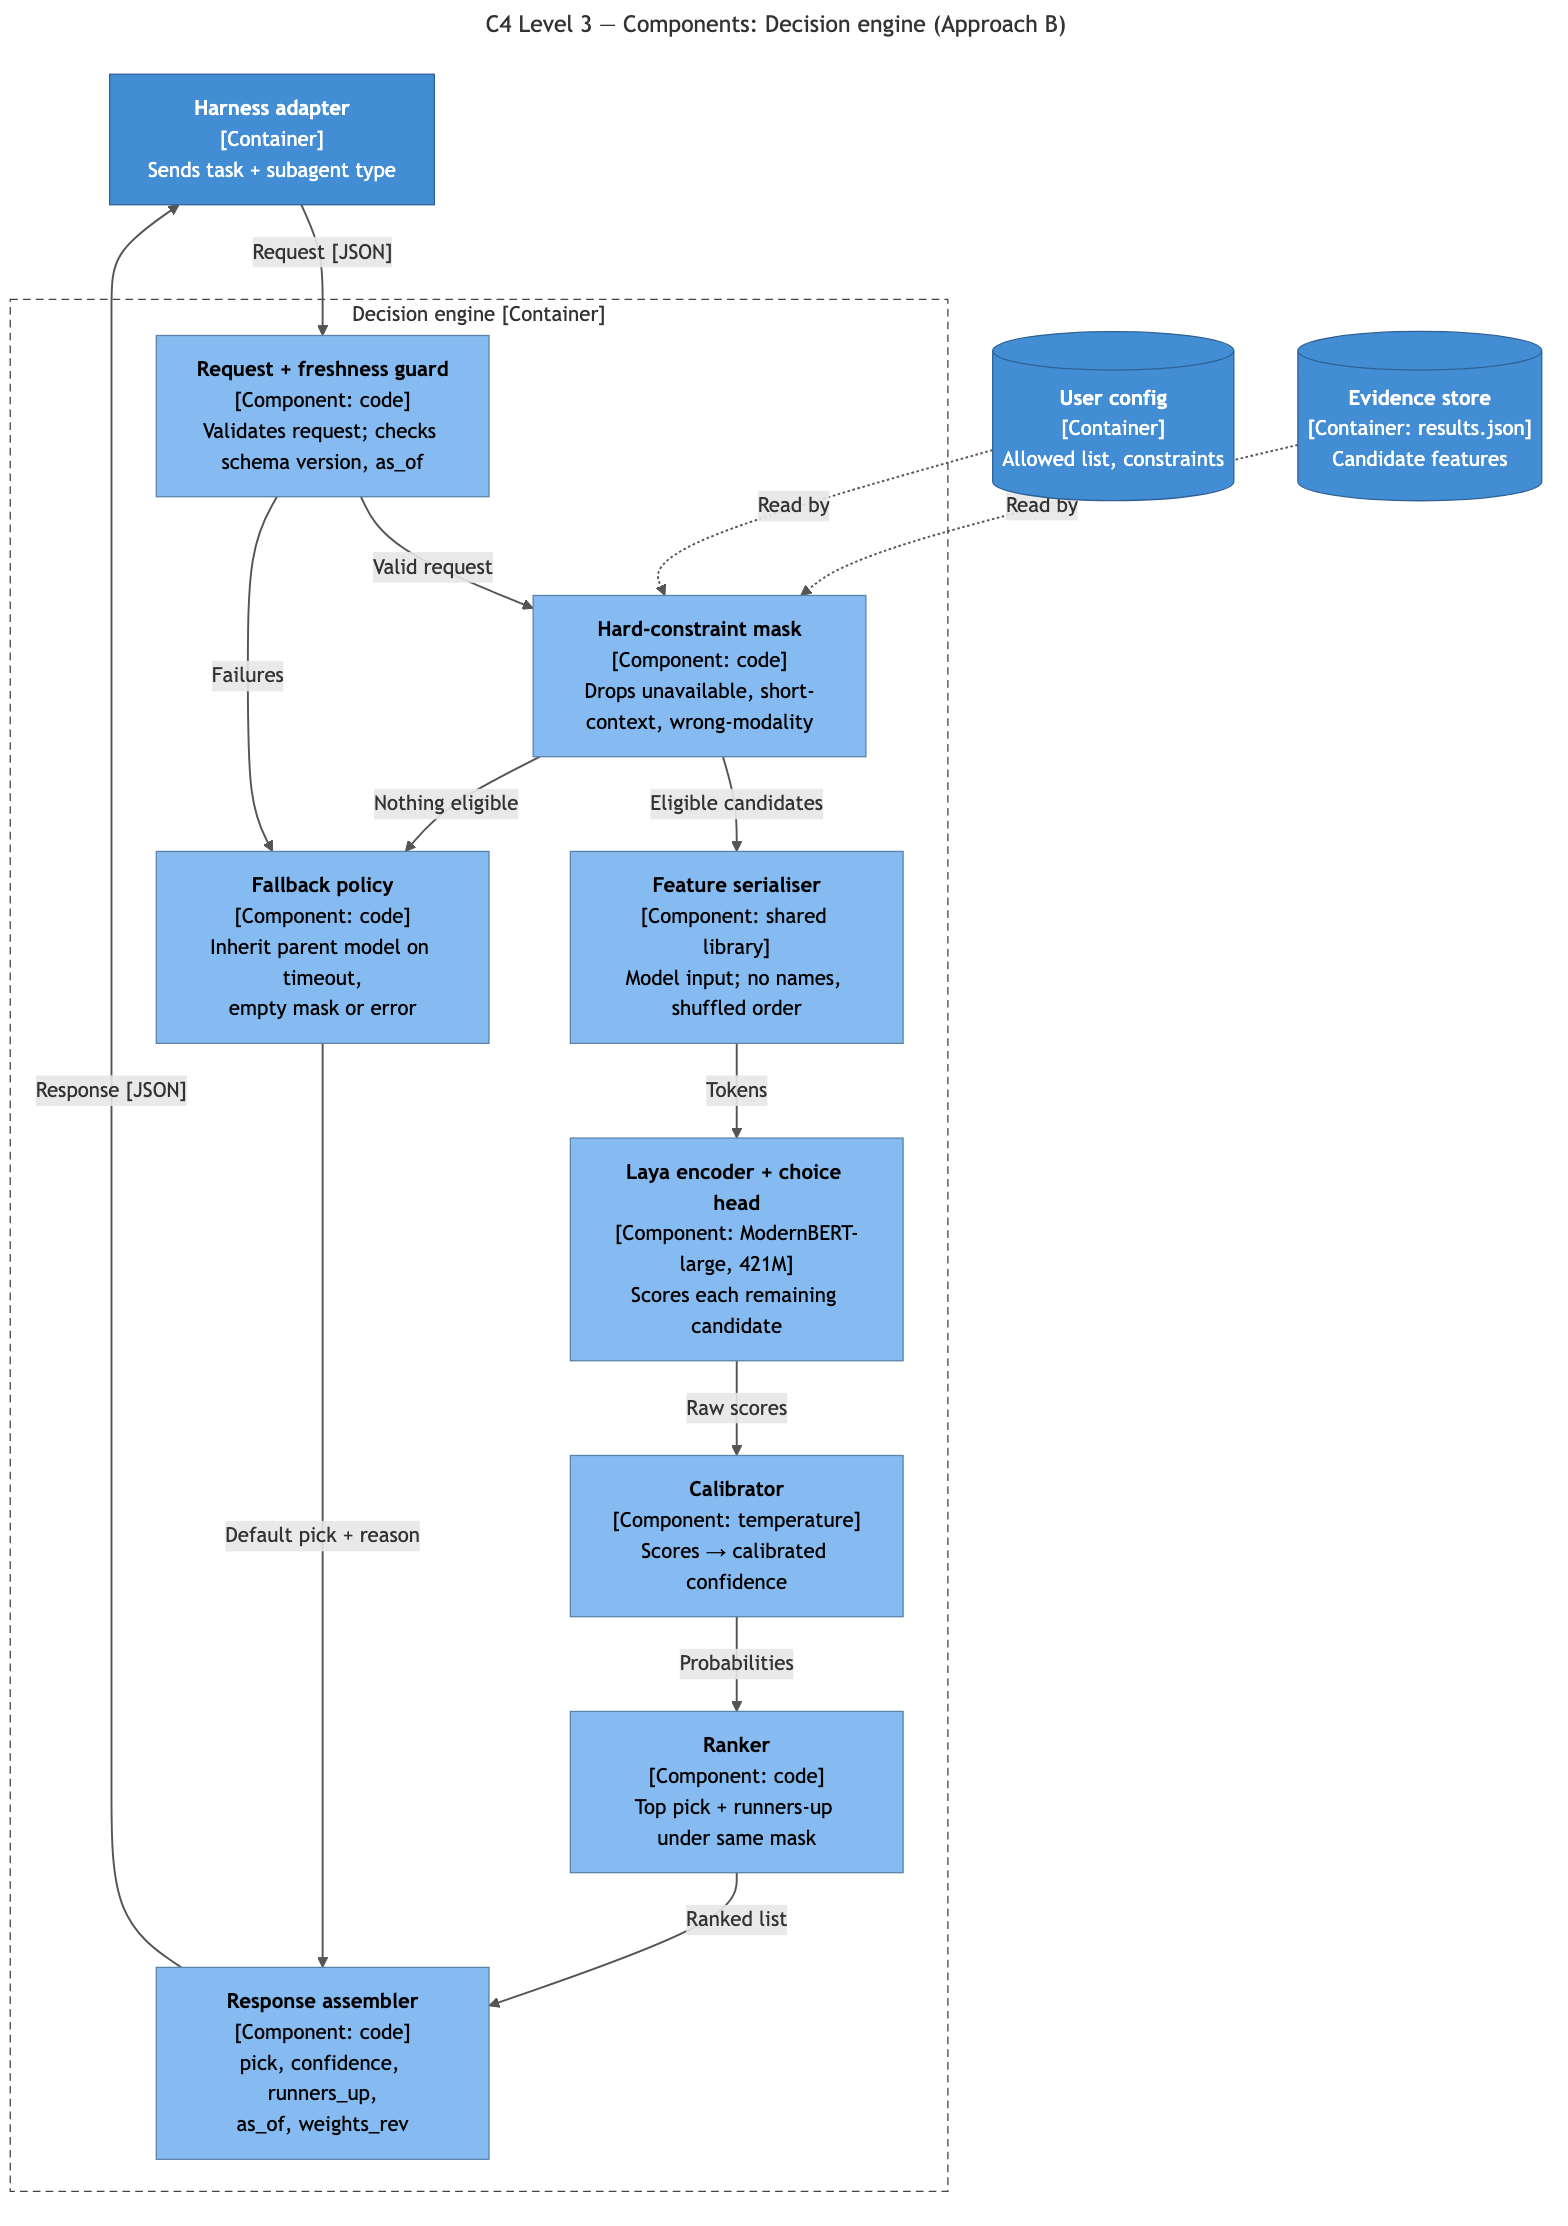 C4 Level 3 — Components: Decision engine (Approach B)
Harness adapter
[Container]
Sends task + subagent type
Request [JSON]
Decision engine [Container]
Request + freshness guard
[Component: code]
Validates request; checks
schema version, as_of
User config
[Container]
Allowed list, constraints
Evidence store
[Container: results.json]
Candidate features
Read by
Read by
Valid request
Failures
Hard-constraint mask
[Component: code]
Drops unavailable, short-
context, wrong-modality
Nothing eligible
Eligible candidates
Fallback policy
[Component: code]
Inherit parent model on
timeout,
empty mask or error
Feature serialiser
[Component: shared
library]
Model input; no names,
shuffled order
Response [JSON]
Tokens
Laya encoder + choice
head
[Component: ModernBERT-
large, 421M]
Scores each remaining
candidate
Raw scores
Calibrator
[Component: temperature]
Scores → calibrated
confidence
Default pick + reason
Probabilities
Ranker
[Component: code]
Top pick + runners-up
under same mask
Ranked list
Response assembler
[Component: code]
pick, confidence,
runners_up,
as_of, weights_rev